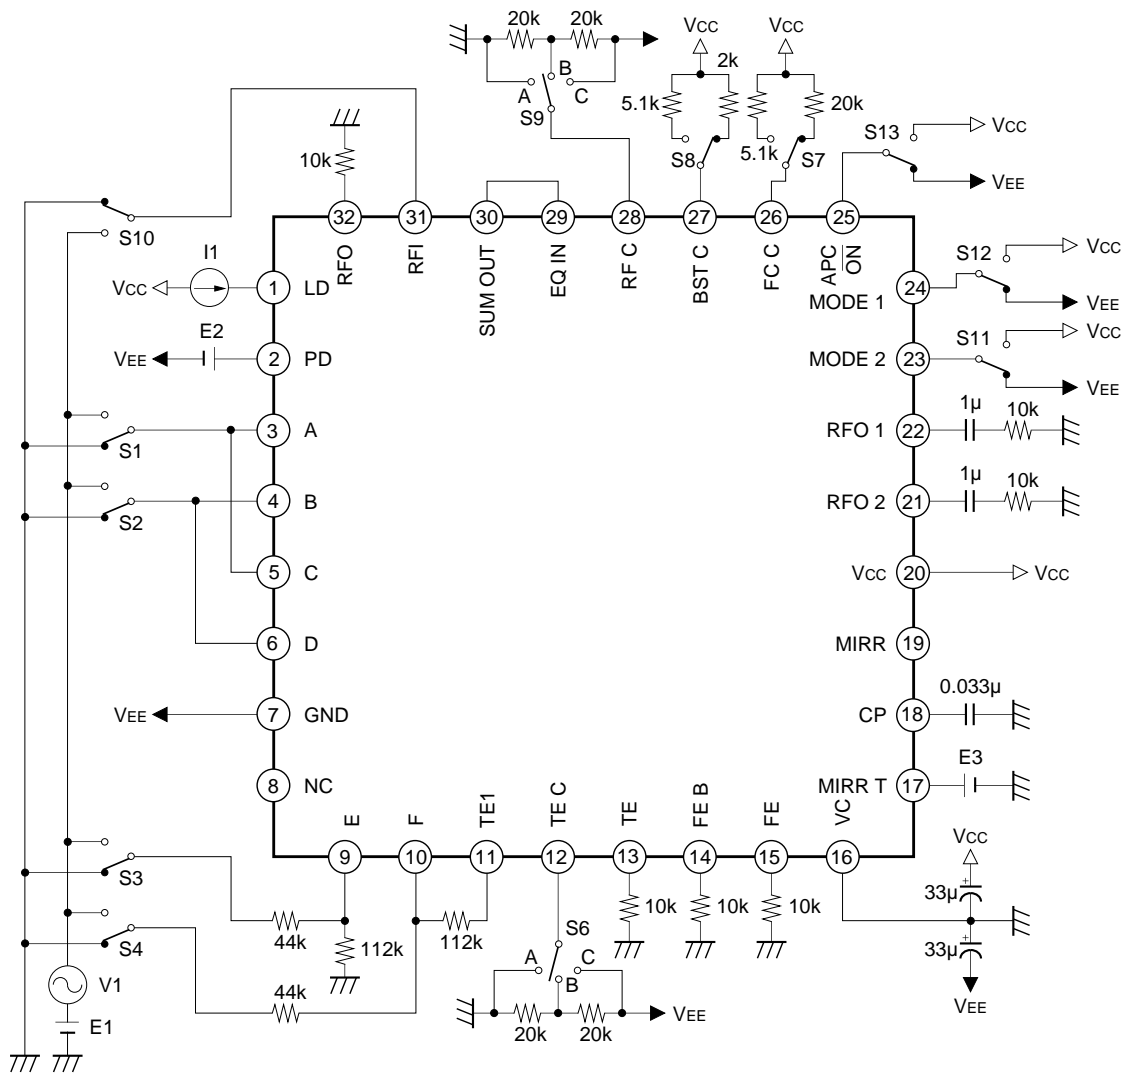 20k 20k
A B C
S9
VCC VCC
2k
5.1k
S8
20k
5.1k
S7
S13
VCC
VEE
10k
32 31 30 29 28 27 26 25
RFO RFI SUM OUT EQ IN RF C BST C FC C APC ON
S10
I1
VCC
1 LD
E2
VEE
2 PD
S1
3 A
S2
4 B
5 C
6 D
VEE
7 GND
8 NC
24 MODE 1
S12
VCC
VEE
23 MODE 2
S11
VCC
VEE
RFO 1 22
1µ 10k
RFO 2 21
1µ 10k
VCC 20 VCC
MIRR 19
CP 18
0.033µ
MIRR T 17
E3
E F TE1 TE C TE FE B FE VC
9 10 11 12 13 14 15 16
S3
44k
112k
112k
S4
44k
V1
E1
S6
A B C
20k 20k
VEE
10k 10k 10k
VCC
+
33µ
+
33µ
VEE